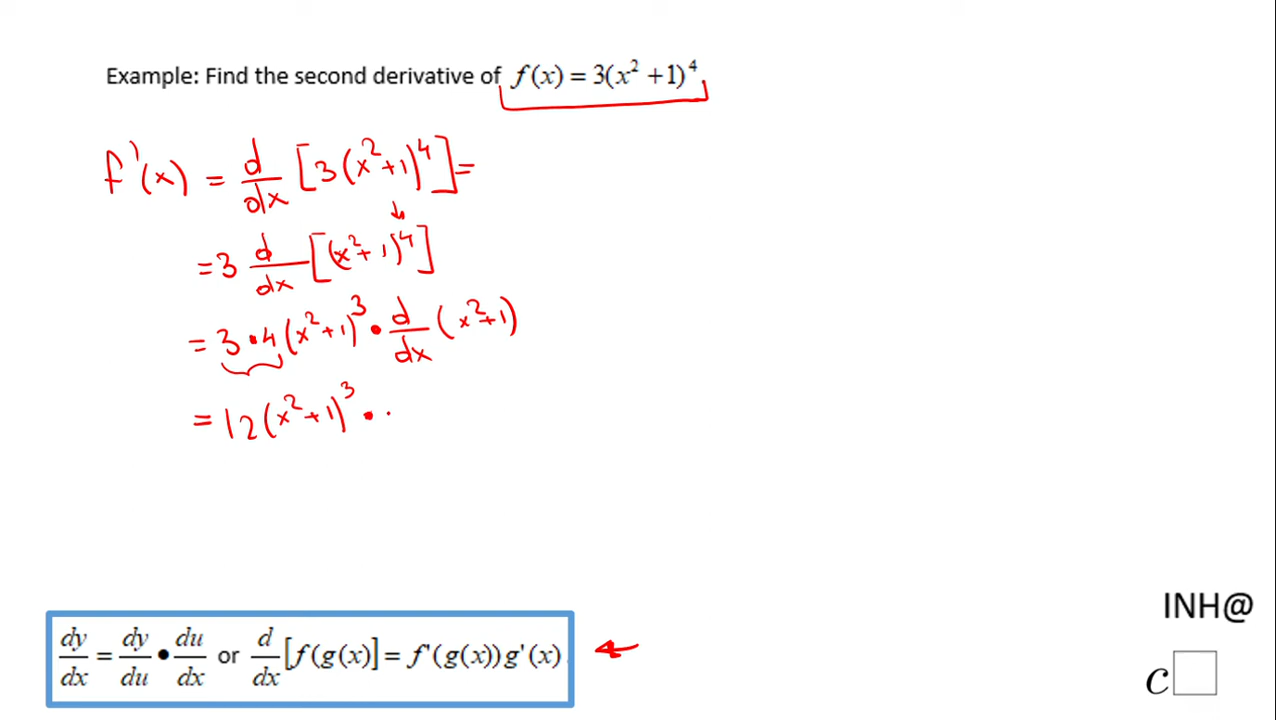 Example: Find the second derivative of f(x) = 3(x² + 1)⁴
f'(x) = d/dx [3(x²+1)⁴] =
= 3 d/dx [(x²+1)⁴]
= 3·4(x²+1)³ · d/dx (x²+1)
= 12(x²+1)³ ·
dy/dx = dy/du • du/dx or d/dx [f(g(x)] = f'(g(x))g'(x)
INH@
c